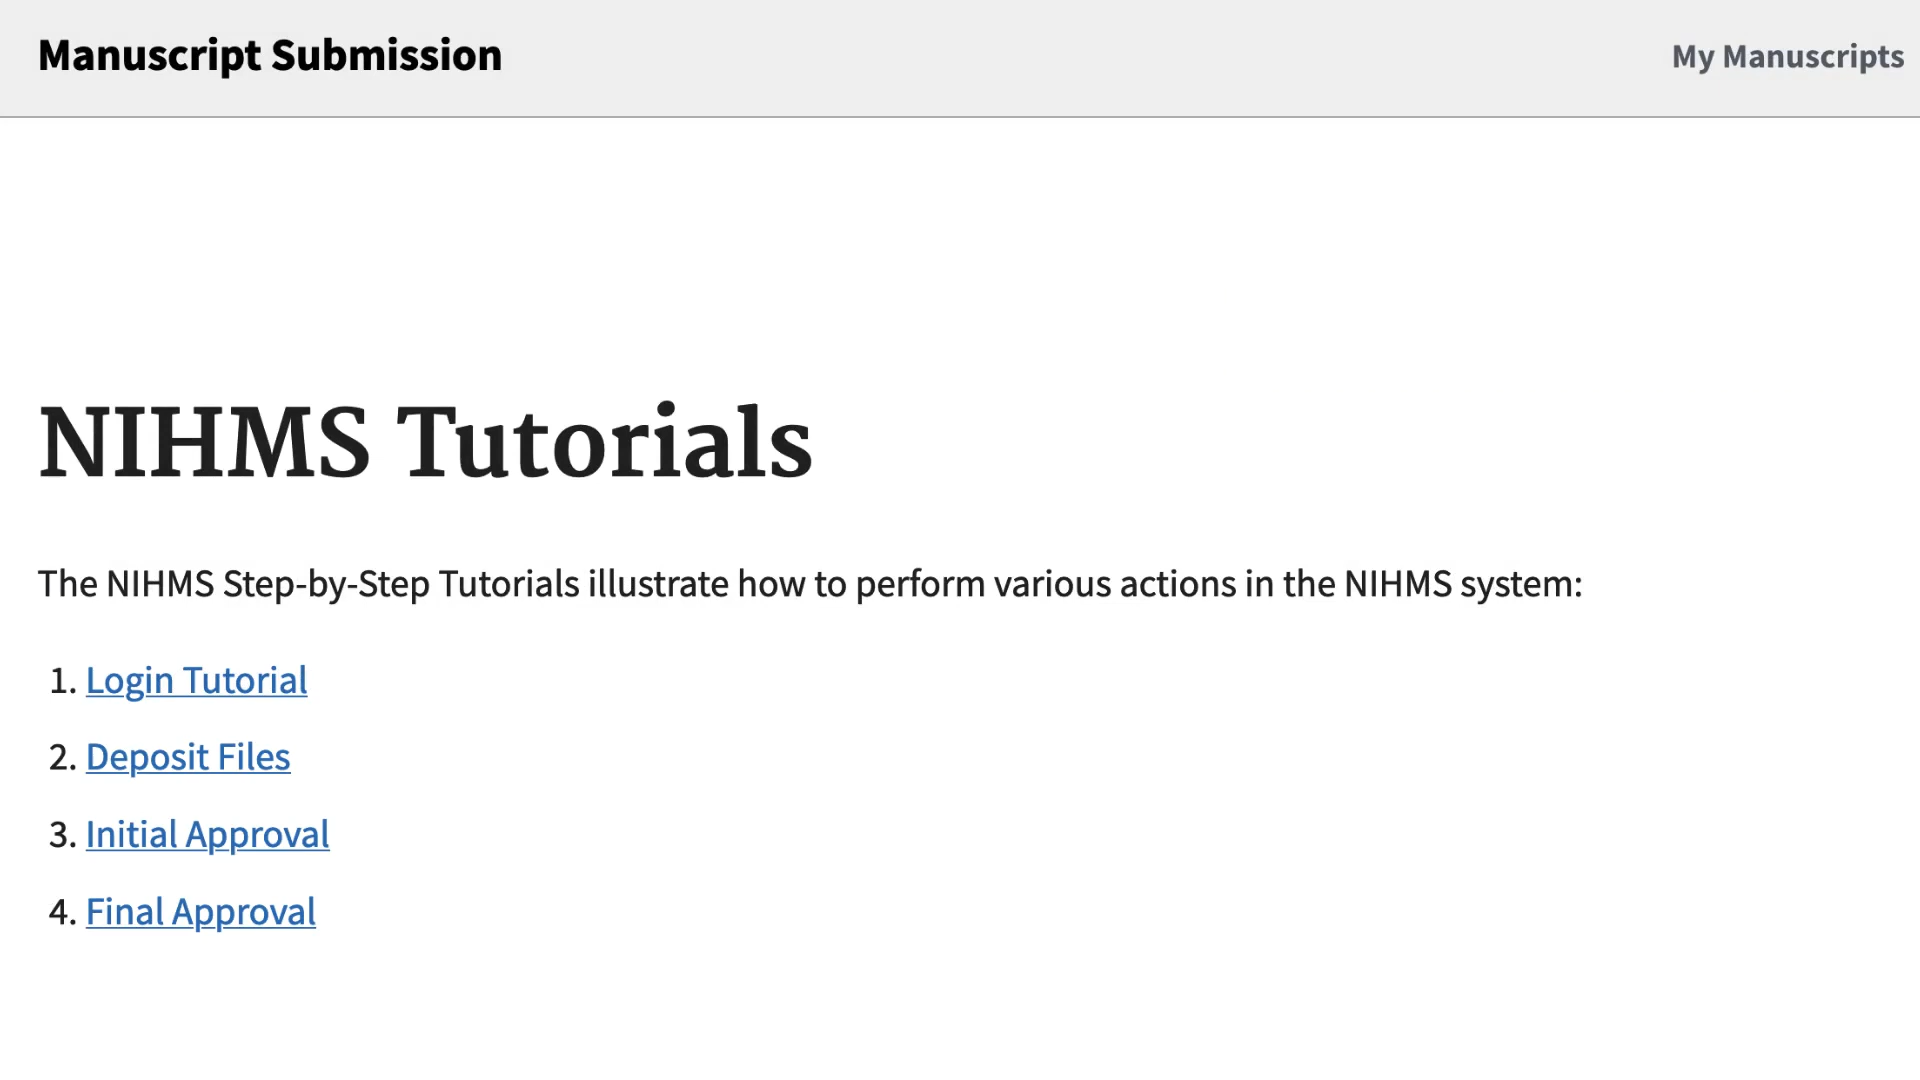 Manuscript Submission
My Manuscripts
NIHMS Tutorials
The NIHMS Step-by-Step Tutorials illustrate how to perform various actions in the NIHMS system:
1. Login Tutorial
2. Deposit Files
3. Initial Approval
4. Final Approval